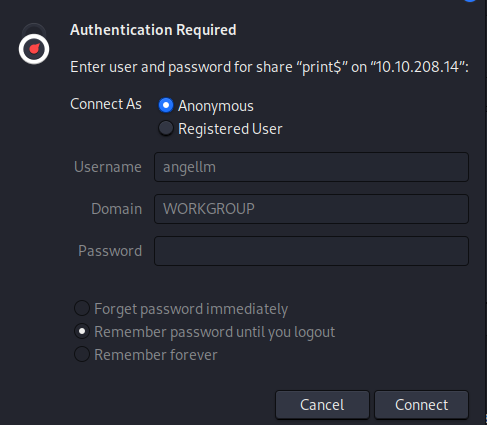 Authentication Required
Enter user and password for share “print$” on “10.10.208.14”:
Connect As Anonymous
Registered User
Username angellm
Domain WORKGROUP
Password
Forget password immediately
Remember password until you logout
Remember forever
Cancel Connect